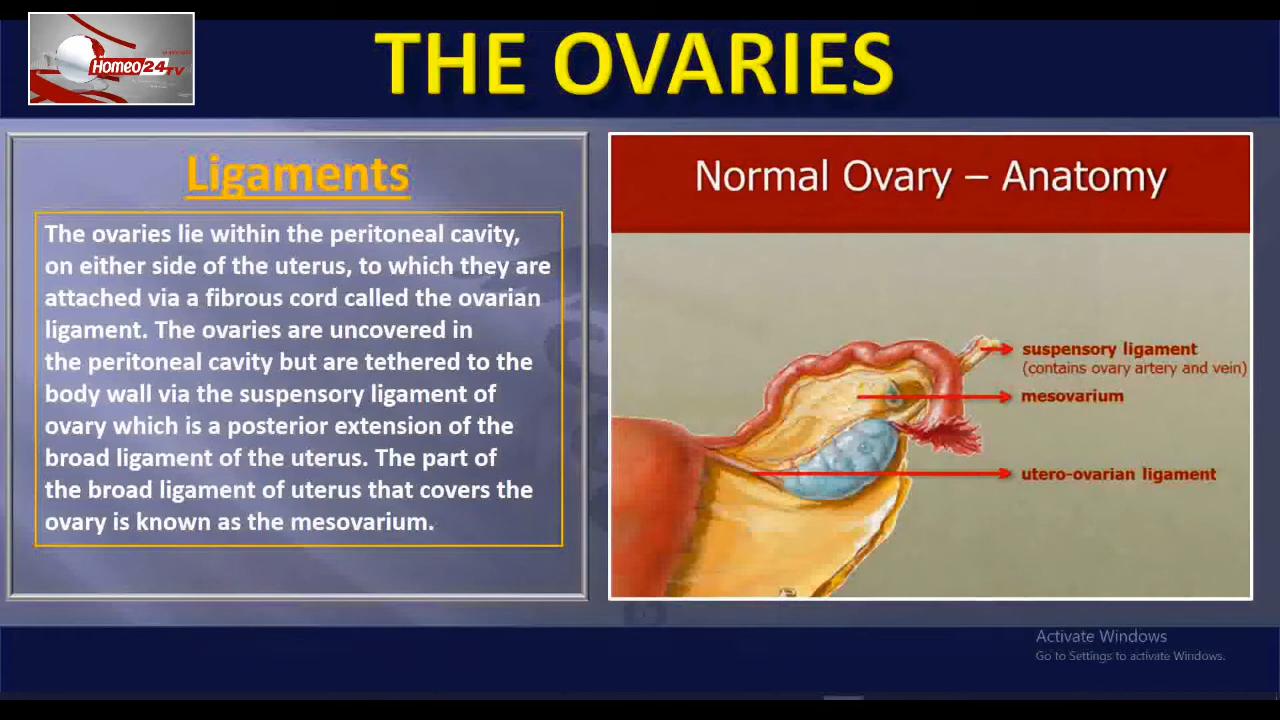 HOMEO24TV
THE OVARIES
Ligaments
The ovaries lie within the peritoneal cavity,
on either side of the uterus, to which they are
attached via a fibrous cord called the ovarian
ligament. The ovaries are uncovered in
the peritoneal cavity but are tethered to the
body wall via the suspensory ligament of
ovary which is a posterior extension of the
broad ligament of the uterus. The part of
the broad ligament of uterus that covers the
ovary is known as the mesovarium.
Normal Ovary – Anatomy
suspensory ligament
(contains ovary artery and vein)
mesovarium
utero-ovarian ligament
Activate Windows
Go to Settings to activate Windows.